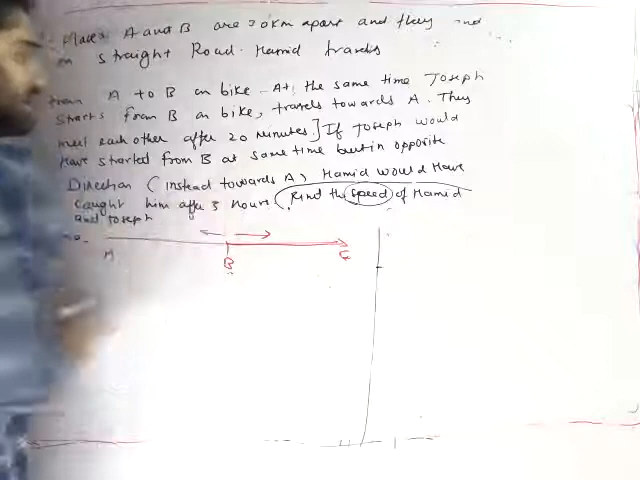 Places A and B are 30km apart and they
on straight Road. Hamid travels
from A to B on bike. At the same time Joseph
starts from B on bike, travels towards A. They
meet each other after 20 minutes.] If Joseph would
have started from B at same time but in opposite
Direction (instead towards A) Hamid would Have
caught him after 3 Hours (Find the speed of Hamid
and Joseph
B